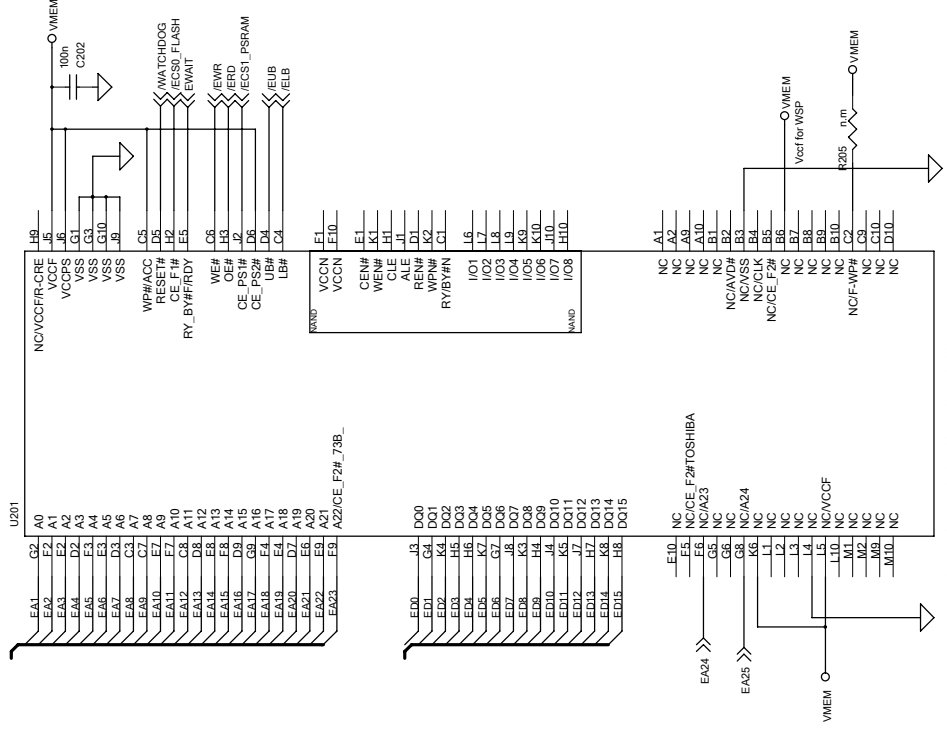 U201
EA1 G2 A0
EA2 F2 A1
EA3 E2 A2
EA4 D2 A3
EA5 F3 A4
EA6 E3 A5
EA7 D3 A6
EA8 C3 A7
EA9 C7 A8
EA10 E7 A9
EA11 F7 A10
EA12 C8 A11
EA13 D8 A12
EA14 E8 A13
EA15 F8 A14
EA16 D9 A15
EA17 G9 A16
EA18 F4 A17
EA19 E4 A18
EA20 D7 A19
EA21 E6 A20
EA22 E9 A21
EA23 F9 A22/CE_F2#_73B_
ED0 J3 DQ0
ED1 G4 DQ1
ED2 K4 DQ2
ED3 H5 DQ3
ED4 H6 DQ4
ED5 K7 DQ5
ED6 G7 DQ6
ED7 J8 DQ7
ED8 K3 DQ8
ED9 H4 DQ9
ED10 J4 DQ10
ED11 K5 DQ11
ED12 J7 DQ12
ED13 H7 DQ13
ED14 K8 DQ14
ED15 H8 DQ15
E10 NC
F5 NC/CE_F2#TOSHIBA
EA24 F6 NC/A23
G5 NC
G6 NC
EA25 G8 NC/A24
K6 NC
L1 NC
L2 NC
L3 NC
L4 NC
VMEM L5 NC/VCCF
L10 NC
M1 NC
M2 NC
M9 NC
M10 NC
NC/VCCF/R-CRE H9
VCCF J5 VMEM
VCCPS J6
100n
C202
VSS G1
VSS G3
VSS G10
VSS J9
WP#/ACC C5
RESET# D5 /WATCHDOG
CE_F1# H2 /ECS0_FLASH
RY_BY#F/RDY E5 EWAIT
WE# C6 /EWR
OE# H3 /ERD
CE_PS1# J2 /ECS1_PSRAM
CE_PS2# D6
UB# D4 /EUB
LB# C4 /ELB
NAND
VCCN F1
VCCN F10
CEN# E1
WEN# K1
CLE H1
ALE J1
REN# D1
WPN# K2
RY/BY#N C1
I/O1 L6
I/O2 L7
I/O3 L8
I/O4 L9
I/O5 K9
I/O6 K10
I/O7 J10
I/O8 H10
NAND
NC A1
NC A2
NC A9
NC A10
NC B1
NC/AVD# B2
NC/VSS B3
NC/CLK B4
NC/CE_F2# B5
NC B6 VMEM
Vccf for WSP
NC B7
NC B8
NC B9
NC B10
NC/F-WP# C2 R205 n.m VMEM
NC C9
NC C10
NC D10